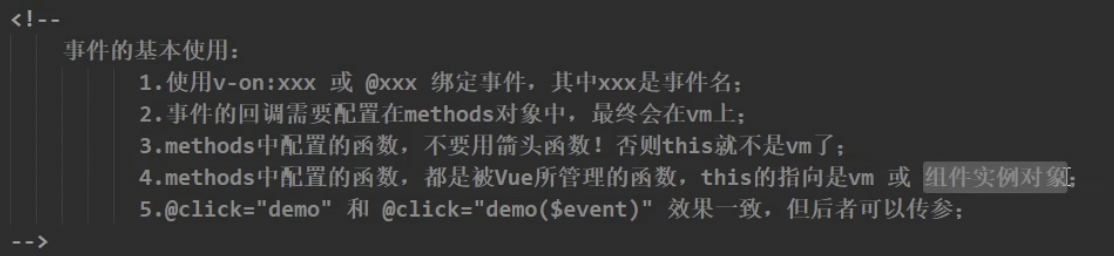 <!--
事件的基本使用：
1.使用v-on:xxx 或 @xxx 绑定事件，其中xxx是事件名；
2.事件的回调需要配置在methods对象中，最终会在vm上；
3.methods中配置的函数，不要用箭头函数！否则this就不是vm了；
4.methods中配置的函数，都是被Vue所管理的函数，this的指向是vm 或 组件实例对象；
5.@click="demo" 和 @click="demo($event)" 效果一致，但后者可以传参；
-->